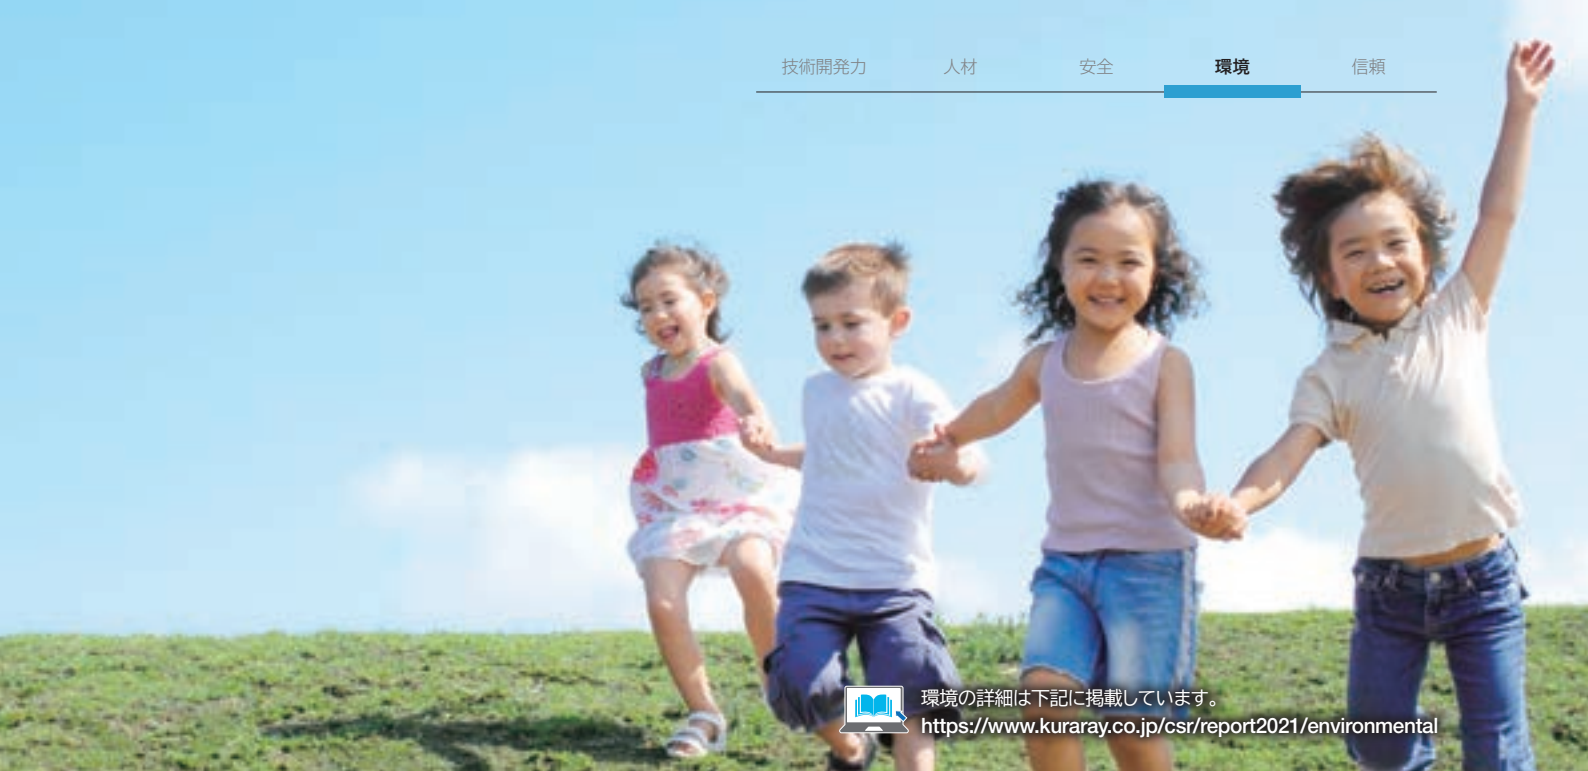 技術開発力 人材 安全 環境 信頼
環境の詳細は下記に掲載しています。
https://www.kuraray.co.jp/csr/report2021/environmental